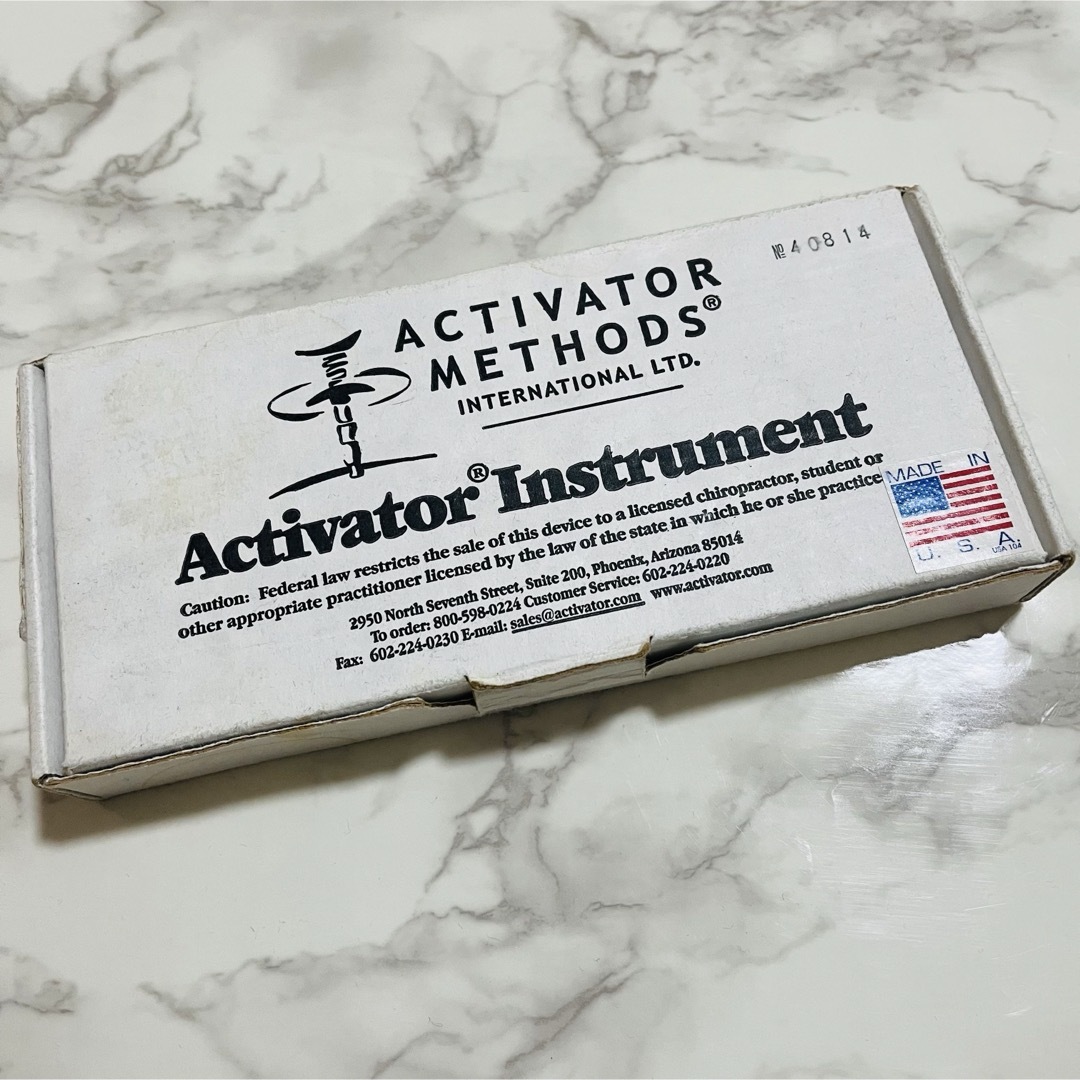 №40814
ACTIVATOR
METHODS®
INTERNATIONAL LTD.
Activator® Instrument
Caution: Federal law restricts the sale of this device to a licensed chiropractor, student or
other appropriate practitioner licensed by the law of the state in which he or she practice
2950 North Seventh Street, Suite 200, Phoenix, Arizona 85014
To order: 800-598-0224 Customer Service: 602-224-0220
Fax: 602-224-0230 E-mail: sales@activator.com www.activator.com
MADE IN
U. S. A.
USA 104